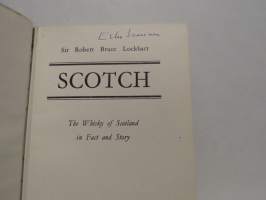 Sir Robert Bruce Lockhart
SCOTCH
The Whisky of Scotland
in Fact and Story